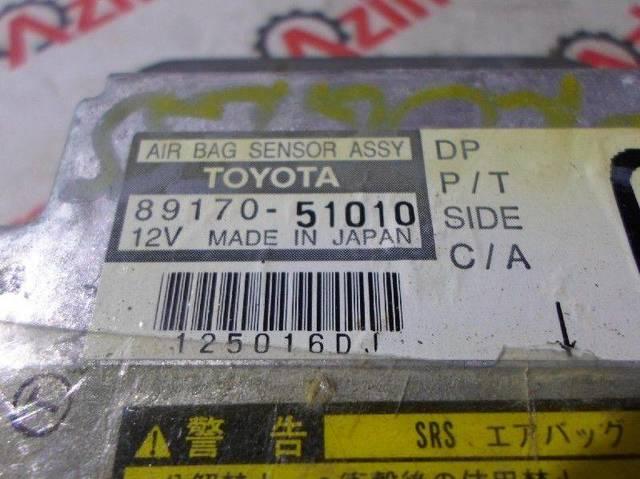 AIR BAG SENSOR ASSY
TOYOTA
89170-51010
12V MADE IN JAPAN
DP
P/T
SIDE
C/A
125016DJ
警告
SRS エアバッグ